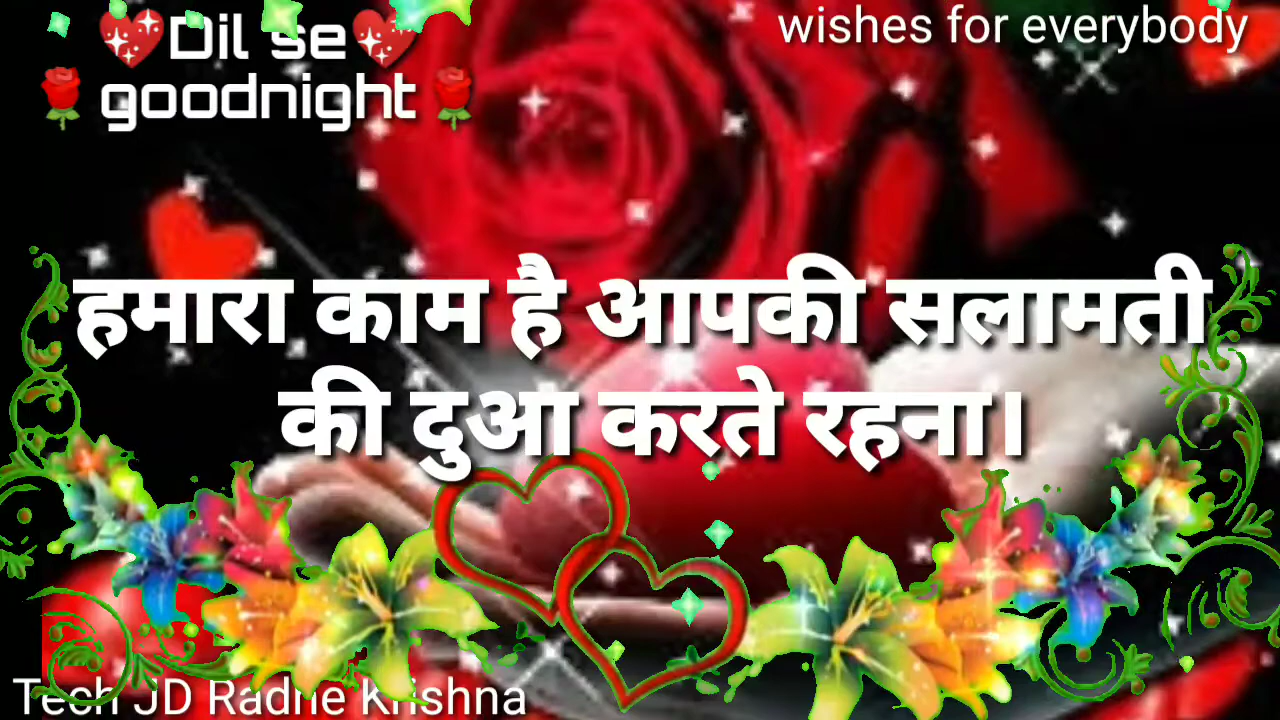 💖Dil se💖
🌹goodnight🌹
wishes for everybody
हमारा काम है आपकी सलामती
की दुआ करते रहना।
Tech JD Radhe Krishna